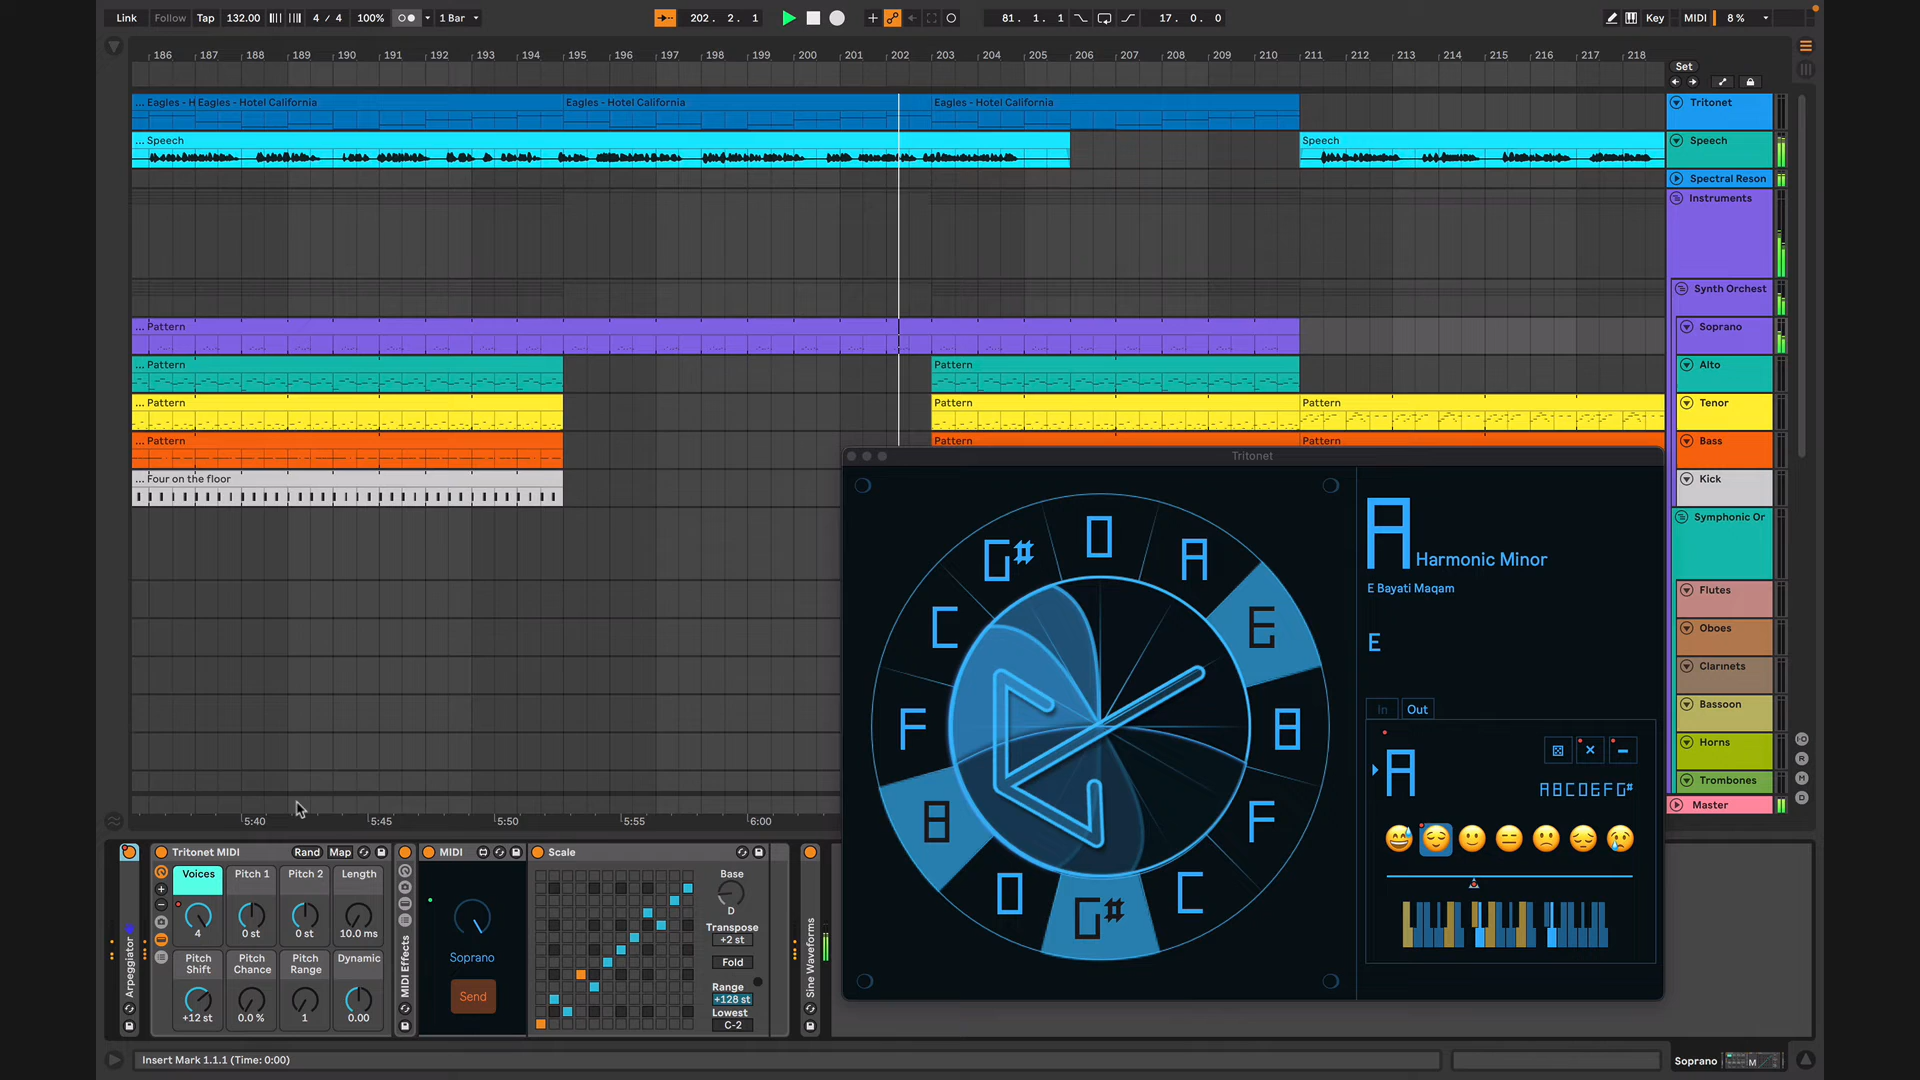 Link Follow Tap 132.00 4 / 4 100% 1 Bar 202. 2. 1 81. 1. 1 17. 0. 0 Key MIDI 8 %
186 187 188 189 190 191 192 193 194 195 196 197 198 199 200 201 202 203 204 205 206 207 208 209 210 211 212 213 214 215 216 217 218
Set
... Eagles - H Eagles - Hotel California Eagles - Hotel California Eagles - Hotel California Tritonet
... Speech Speech Speech
Spectral Reson
Instruments
Synth Orchest
... Pattern Soprano
... Pattern Pattern Alto
... Pattern Pattern Pattern Tenor
... Pattern Pattern Pattern Bass
... Four on the floor Kick
Symphonic Or
Flutes
Oboes
Clarinets
Bassoon
Horns
Trombones
Master
5:40 5:45 5:50 5:55 6:00
Tritonet
D
A
E
B
F
C
G#
D
B
F
C
G#
A Harmonic Minor
E Bayati Maqam
E
In Out
A
ABCDEFG#
Arpeggiator
Tritonet MIDI Rand Map
Voices Pitch 1 Pitch 2 Length
4 0 st 0 st 10.0 ms
Pitch Shift Pitch Chance Pitch Range Dynamic
+12 st 0.0 % 1 0.00
MIDI Effects
MIDI
Soprano
Send
Scale
Base
D
Transpose
+2 st
Fold
Range
+128 st
Lowest
C-2
Sine Waveforms
Insert Mark 1.1.1 (Time: 0:00) Soprano M